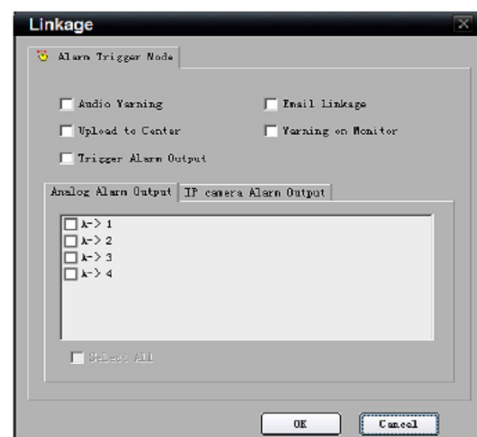 Linkage
Alarm Trigger Mode
Audio Warning
Email Linkage
Upload to Center
Warning on Monitor
Trigger Alarm Output
Analog Alarm Output
IP camera Alarm Output
A-> 1
A-> 2
A-> 3
A-> 4
Select All
OK
Cancel